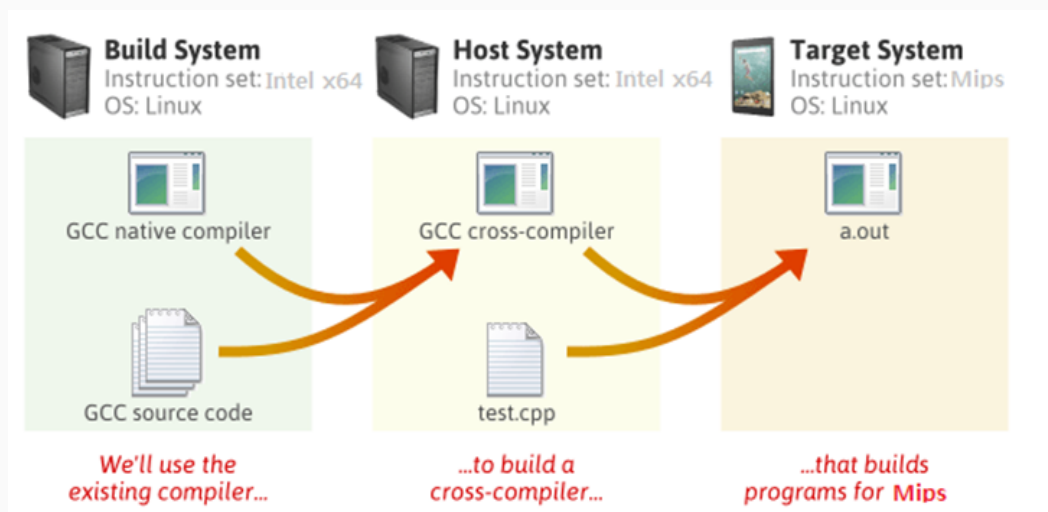 Build System
Instruction set: Intel x64
OS: Linux
Host System
Instruction set: Intel x64
OS: Linux
Target System
Instruction set: Mips
OS: Linux
GCC native compiler
GCC cross-compiler
a.out
GCC source code
test.cpp
We'll use the
existing compiler...
...to build a
cross-compiler...
...that builds
programs for Mips